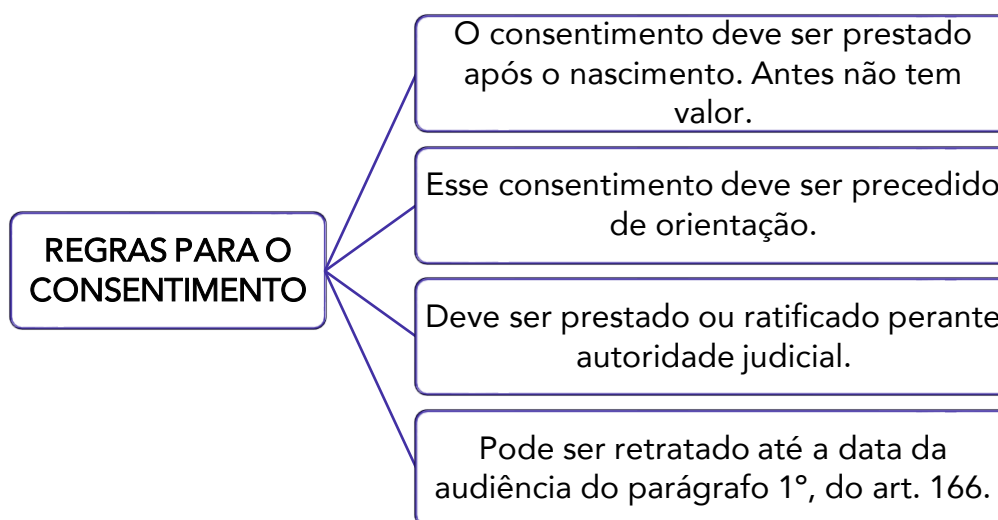 O consentimento deve ser prestado
após o nascimento. Antes não tem
valor.
Esse consentimento deve ser precedido
de orientação.
REGRAS PARA O
CONSENTIMENTO
Deve ser prestado ou ratificado perante
autoridade judicial.
Pode ser retratado até a data da
audiência do parágrafo 1º, do art. 166.